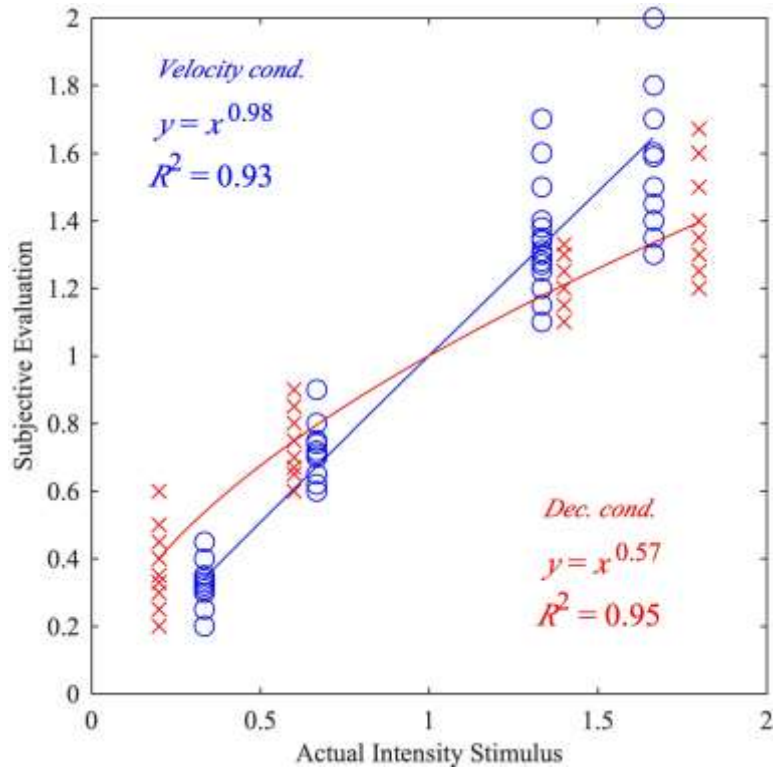 2
1.8
1.6
1.4
1.2
1
0.8
0.6
0.4
0.2
0
Subjective Evaluation
Velocity cond.
y = x^0.98
R^2 = 0.93
Dec. cond.
y = x^0.57
R^2 = 0.95
0 0.5 1 1.5 2
Actual Intensity Stimulus